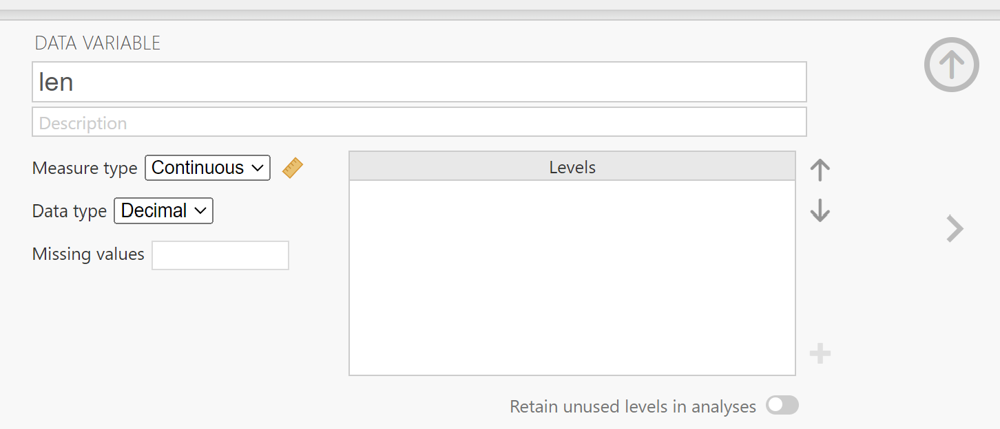 DATA VARIABLE
len
Description
Measure type Continuous
Levels
Data type Decimal
Missing values
Retain unused levels in analyses